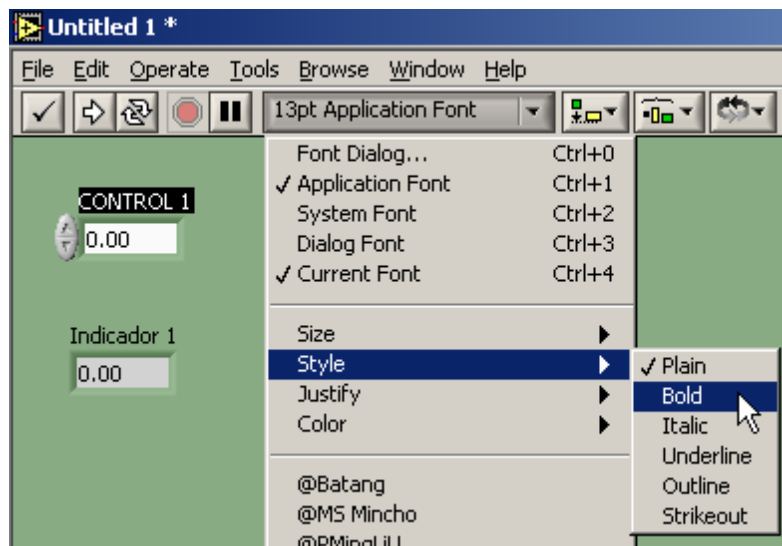 Untitled 1 *
File Edit Operate Tools Browse Window Help
13pt Application Font
CONTROL 1
0.00
Indicador 1
0.00
Font Dialog... Ctrl+0
Application Font Ctrl+1
System Font Ctrl+2
Dialog Font Ctrl+3
Current Font Ctrl+4
Size
Style
Justify
Color
@Batang
@MS Mincho
@PMingLiU
Plain
Bold
Italic
Underline
Outline
Strikeout